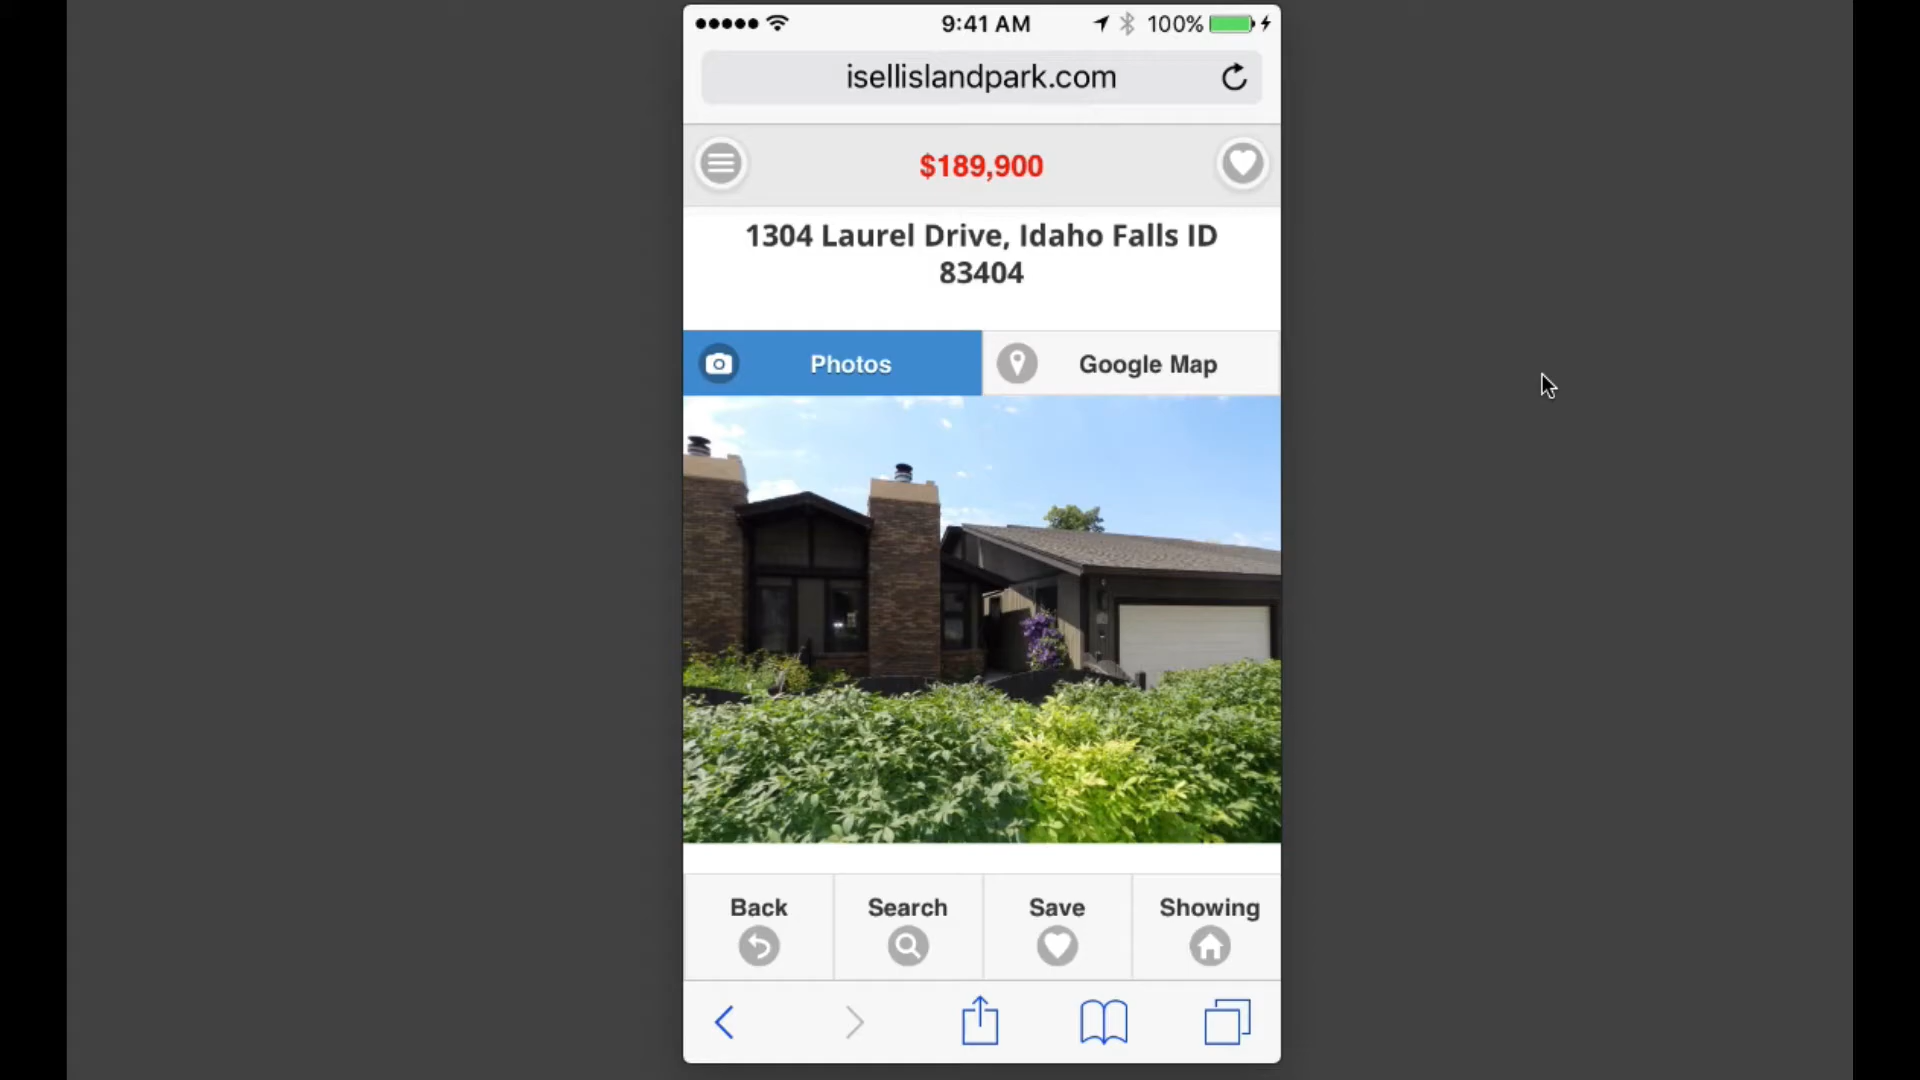 9:41 AM 100%
isellislandpark.com
$189,900
1304 Laurel Drive, Idaho Falls ID
83404
Photos Google Map
Back Search Save Showing